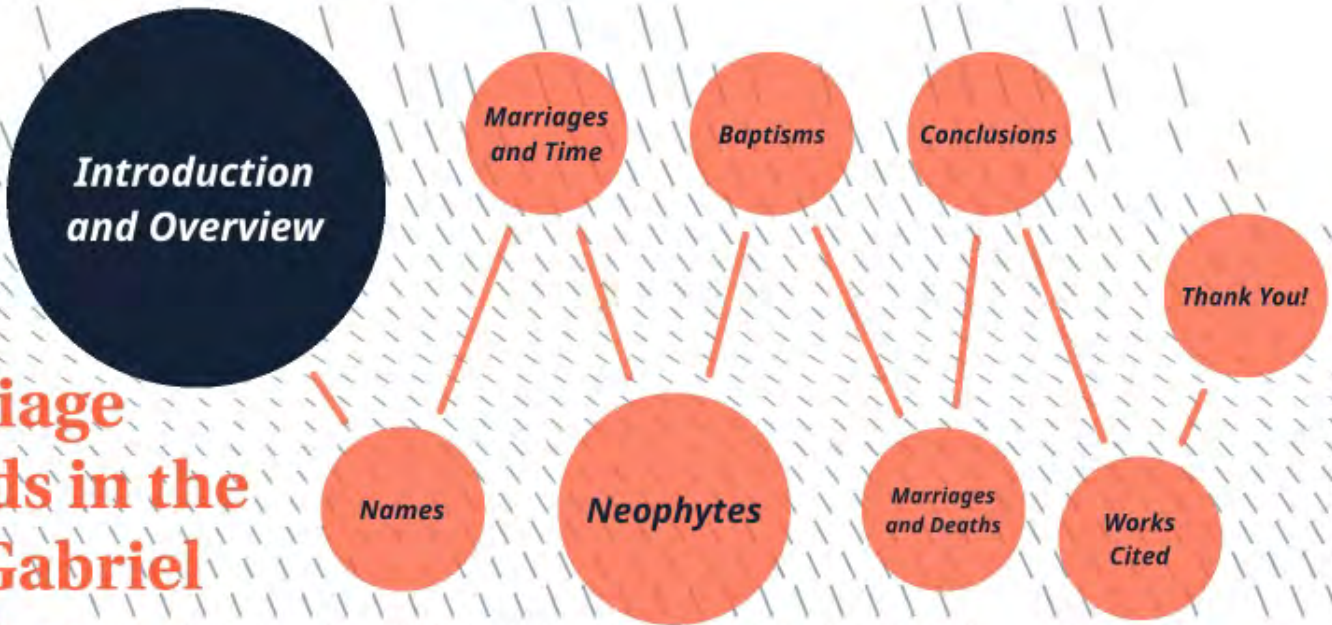 Introduction
and Overview
Names
Marriages
and Time
Neophytes
Baptisms
Marriages
and Deaths
Conclusions
Works
Cited
Thank You!
iage
ds in the
Gabriel